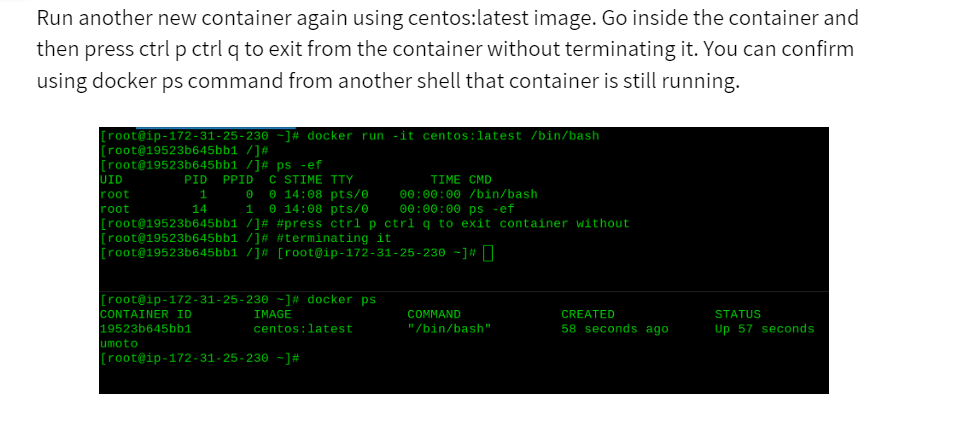 Run another new container again using centos:latest image. Go inside the container and
then press ctrl p ctrl q to exit from the container without terminating it. You can confirm
using docker ps command from another shell that container is still running.
[root@ip-172-31-25-230 ~]# docker run -it centos:latest /bin/bash
[root@19523b645bb1 /]#
[root@19523b645bb1 /]# ps -ef
UID PID PPID C STIME TTY TIME CMD
root 1 0 0 14:08 pts/0 00:00:00 /bin/bash
root 14 1 0 14:08 pts/0 00:00:00 ps -ef
[root@19523b645bb1 /]# #press ctrl p ctrl q to exit container without
[root@19523b645bb1 /]# #terminating it
[root@19523b645bb1 /]# [root@ip-172-31-25-230 ~]#
[root@ip-172-31-25-230 ~]# docker ps
CONTAINER ID IMAGE COMMAND CREATED STATUS
19523b645bb1 centos:latest "/bin/bash" 58 seconds ago Up 57 seconds
umoto
[root@ip-172-31-25-230 ~]#